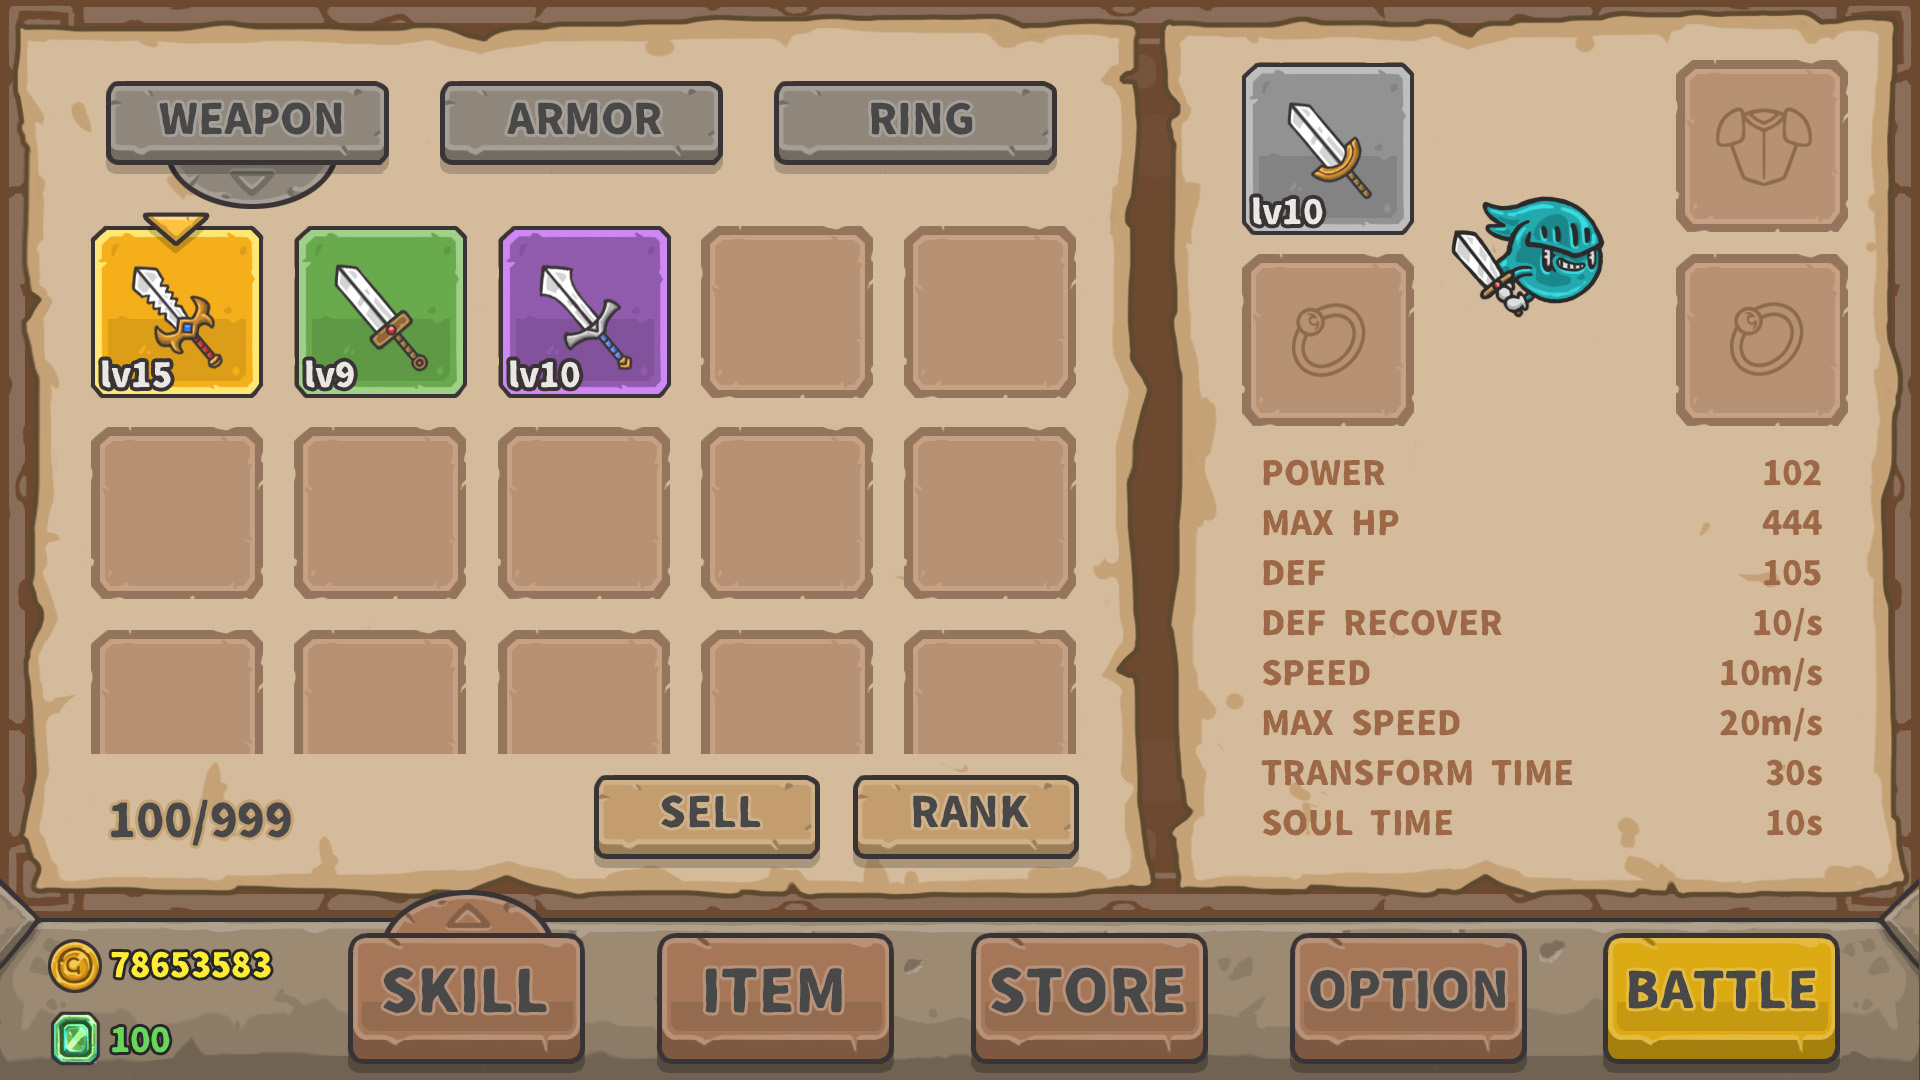 WEAPON
ARMOR
RING
lv15
lv9
lv10
100/999
SELL
RANK
lv10
POWER 102
MAX HP 444
DEF 105
DEF RECOVER 10/s
SPEED 10m/s
MAX SPEED 20m/s
TRANSFORM TIME 30s
SOUL TIME 10s
78653583
100
SKILL
ITEM
STORE
OPTION
BATTLE